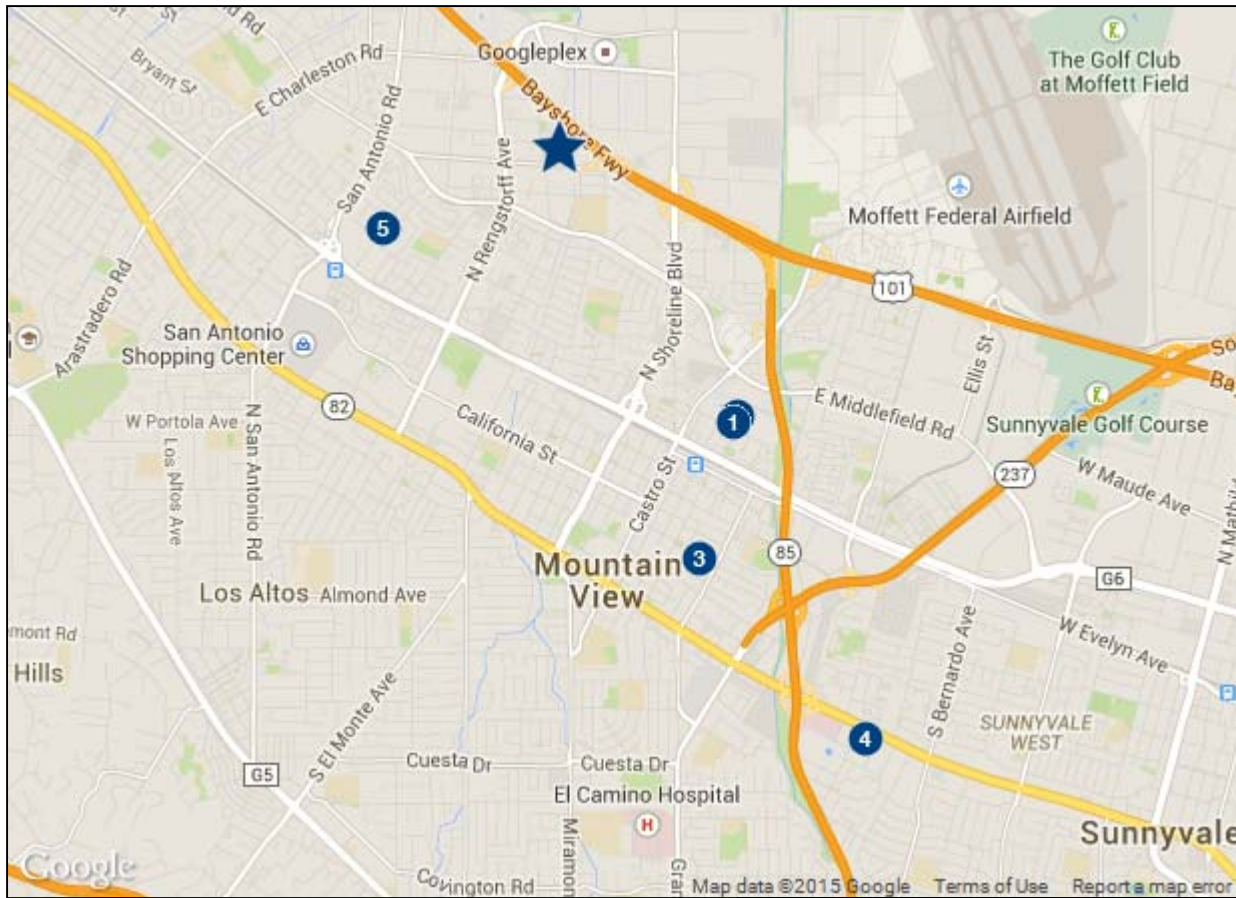 Googleplex
The Golf Club
at Moffett Field
Bryant St
E Charleston Rd
San Antonio Rd
Bayshore Fwy
N Rengstorff Ave
Moffett Federal Airfield
5
101
Arastradero Rd
San Antonio
Shopping Center
N Shoreline Blvd
Ellis St
82
W Portola Ave
Los Altos Ave
N San Antonio Rd
California St
1
E Middlefield Rd
Sunnyvale Golf Course
237
W Maude Ave
Castro St
3
85
Mountain
View
G6
Los Altos
Almond Ave
W Evelyn Ave
Hills
S El Monte Ave
S Bernardo Ave
SUNNYVALE
WEST
4
G5
Cuesta Dr
Cuesta Dr
El Camino Hospital
H
Sunnyvale
Miramon
Gran
Covington Rd
Google
Map data ©2015 Google
Terms of Use
Report a map error